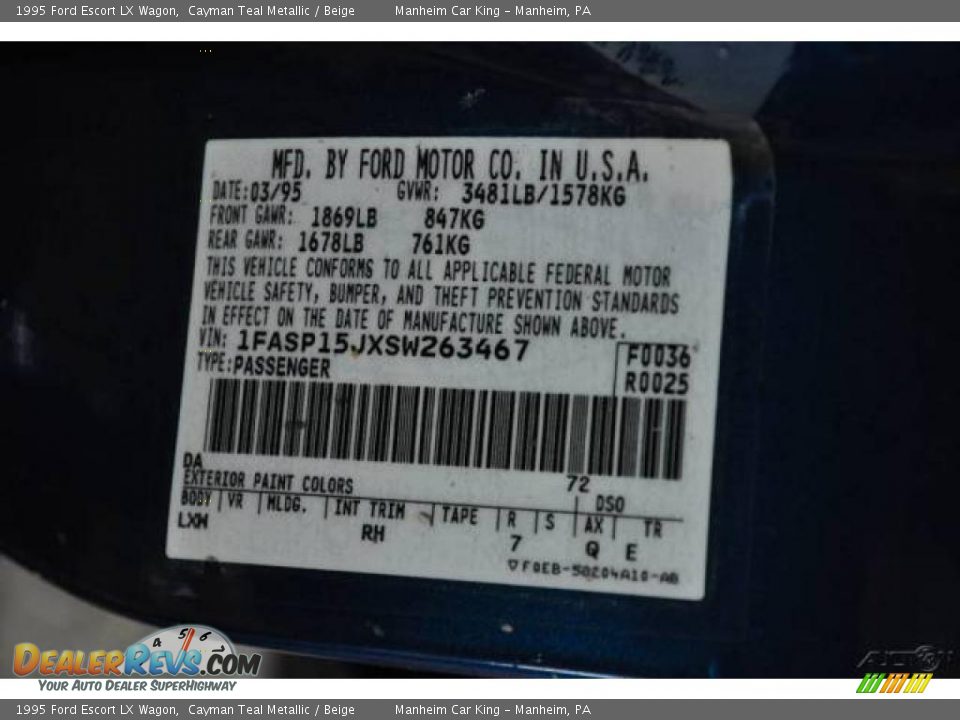 1995 Ford Escort LX Wagon, Cayman Teal Metallic / Beige Manheim Car King – Manheim, PA
MFD. BY FORD MOTOR CO. IN U.S.A.
DATE: 03/95 GVWR: 3481LB/1578KG
FRONT GAWR: 1869LB 847KG
REAR GAWR: 1678LB 761KG
THIS VEHICLE CONFORMS TO ALL APPLICABLE FEDERAL MOTOR
VEHICLE SAFETY, BUMPER, AND THEFT PREVENTION STANDARDS
IN EFFECT ON THE DATE OF MANUFACTURE SHOWN ABOVE.
VIN: 1FASP15JXSW263467
F0036
TYPE: PASSENGER
R0025
DA
EXTERIOR PAINT COLORS 72 DSO
BODY VR MLDG. INT TRIM TAPE R S AX TR
LXW RH 7 Q E
F0EB-50204A10-AB
4 5 6
DEALERREVS.COM
YOUR AUTO DEALER SUPERHIGHWAY
1995 Ford Escort LX Wagon, Cayman Teal Metallic / Beige Manheim Car King – Manheim, PA